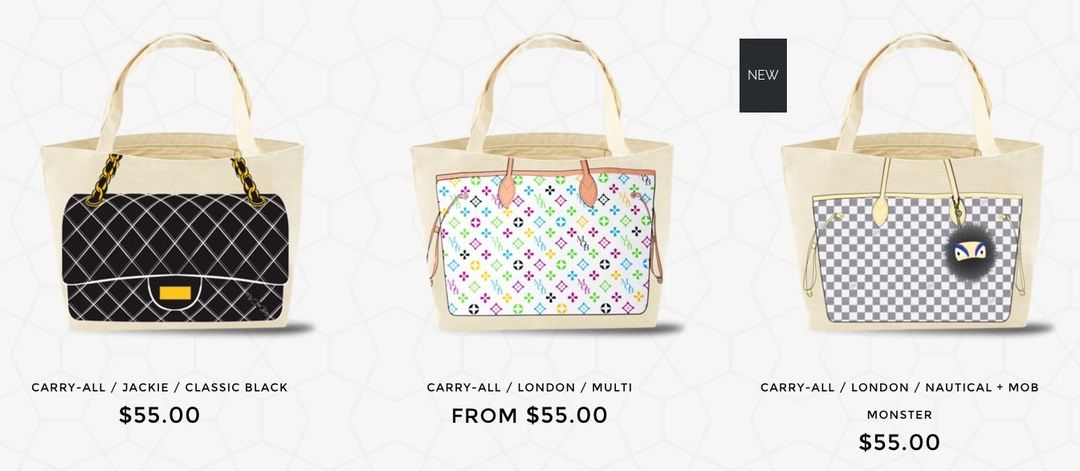 NEW
CARRY-ALL / JACKIE / CLASSIC BLACK
$55.00
CARRY-ALL / LONDON / MULTI
FROM $55.00
CARRY-ALL / LONDON / NAUTICAL + MOB
MONSTER
$55.00